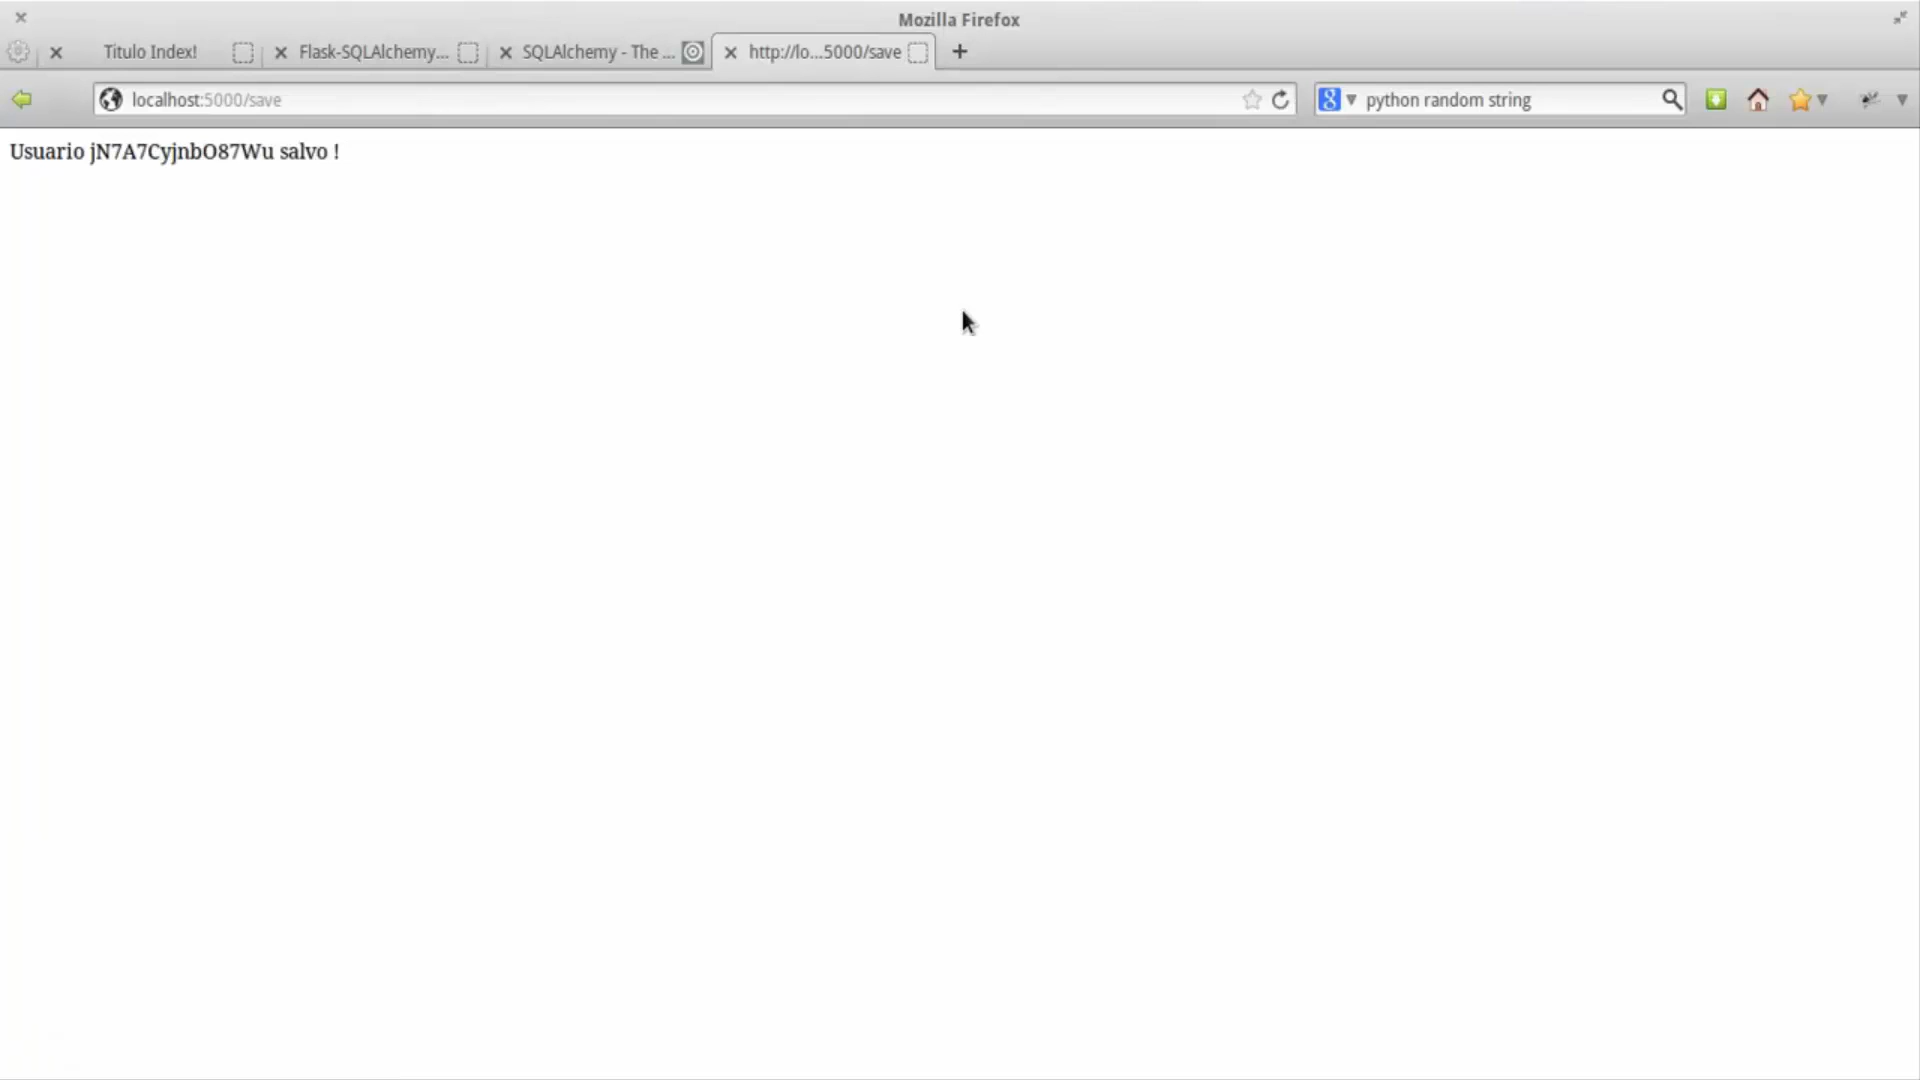 Mozilla Firefox
Titulo Index!
Flask-SQLAlchemy...
SQLAlchemy - The ...
http://lo...5000/save
localhost:5000/save
8
python random string
Usuario jN7A7CyjnbO87Wu salvo !